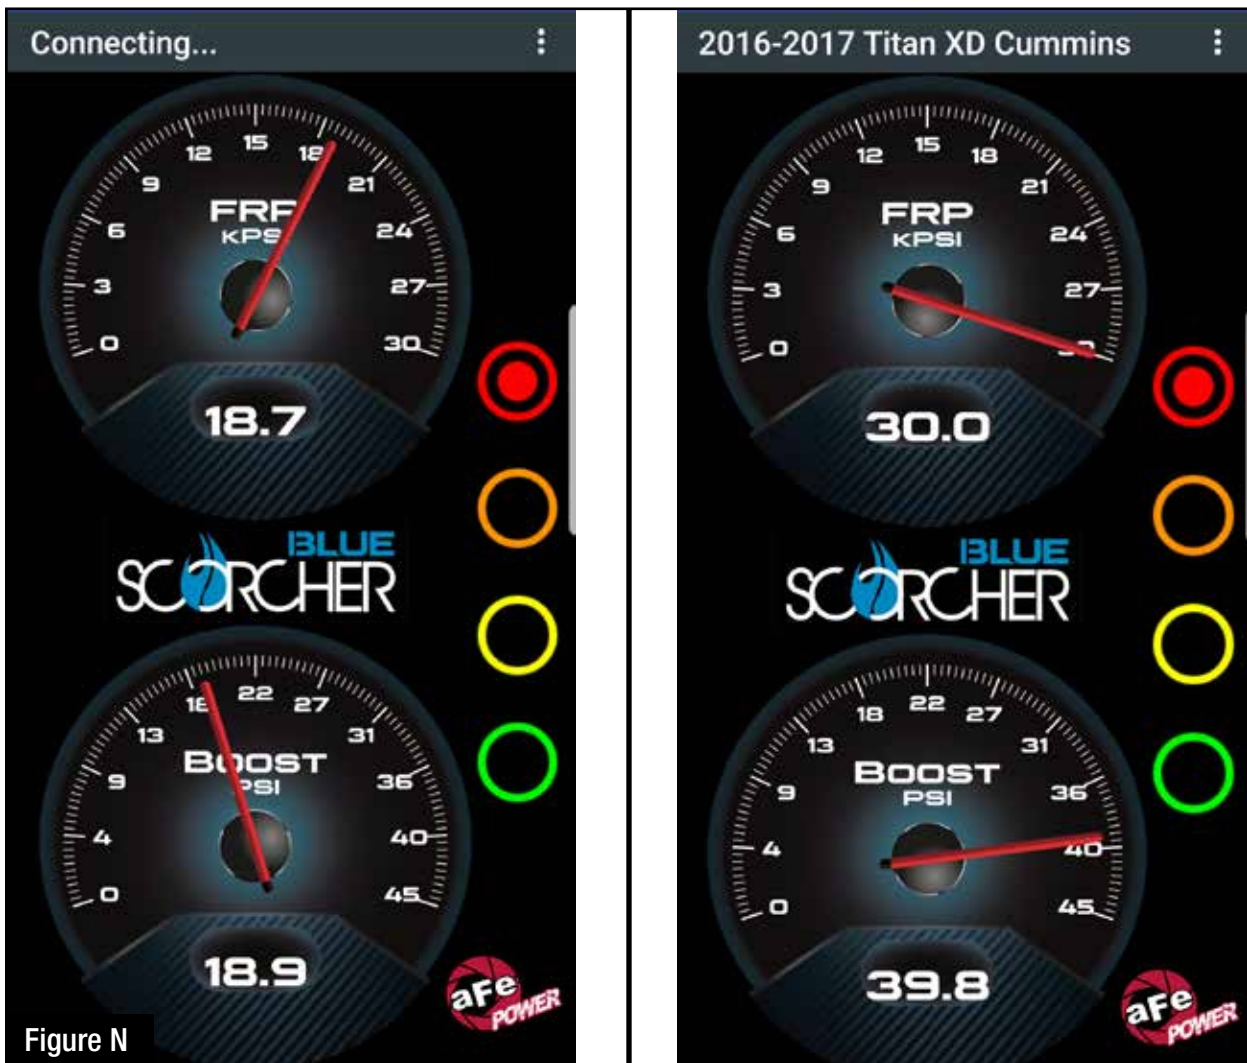 Connecting...
15
12
18
9
21
FRP
6
24
KPSI
3
27
0
30
18.7
BLUE
SCORCHER
22
18
27
13
31
BOOST
9
36
PSI
4
40
0
45
18.9
aFe
POWER
Figure N
2016-2017 Titan XD Cummins
15
12
18
9
21
FRP
6
24
KPSI
3
27
0
30
30.0
BLUE
SCORCHER
22
18
27
13
31
BOOST
9
36
PSI
4
40
0
45
39.8
aFe
POWER